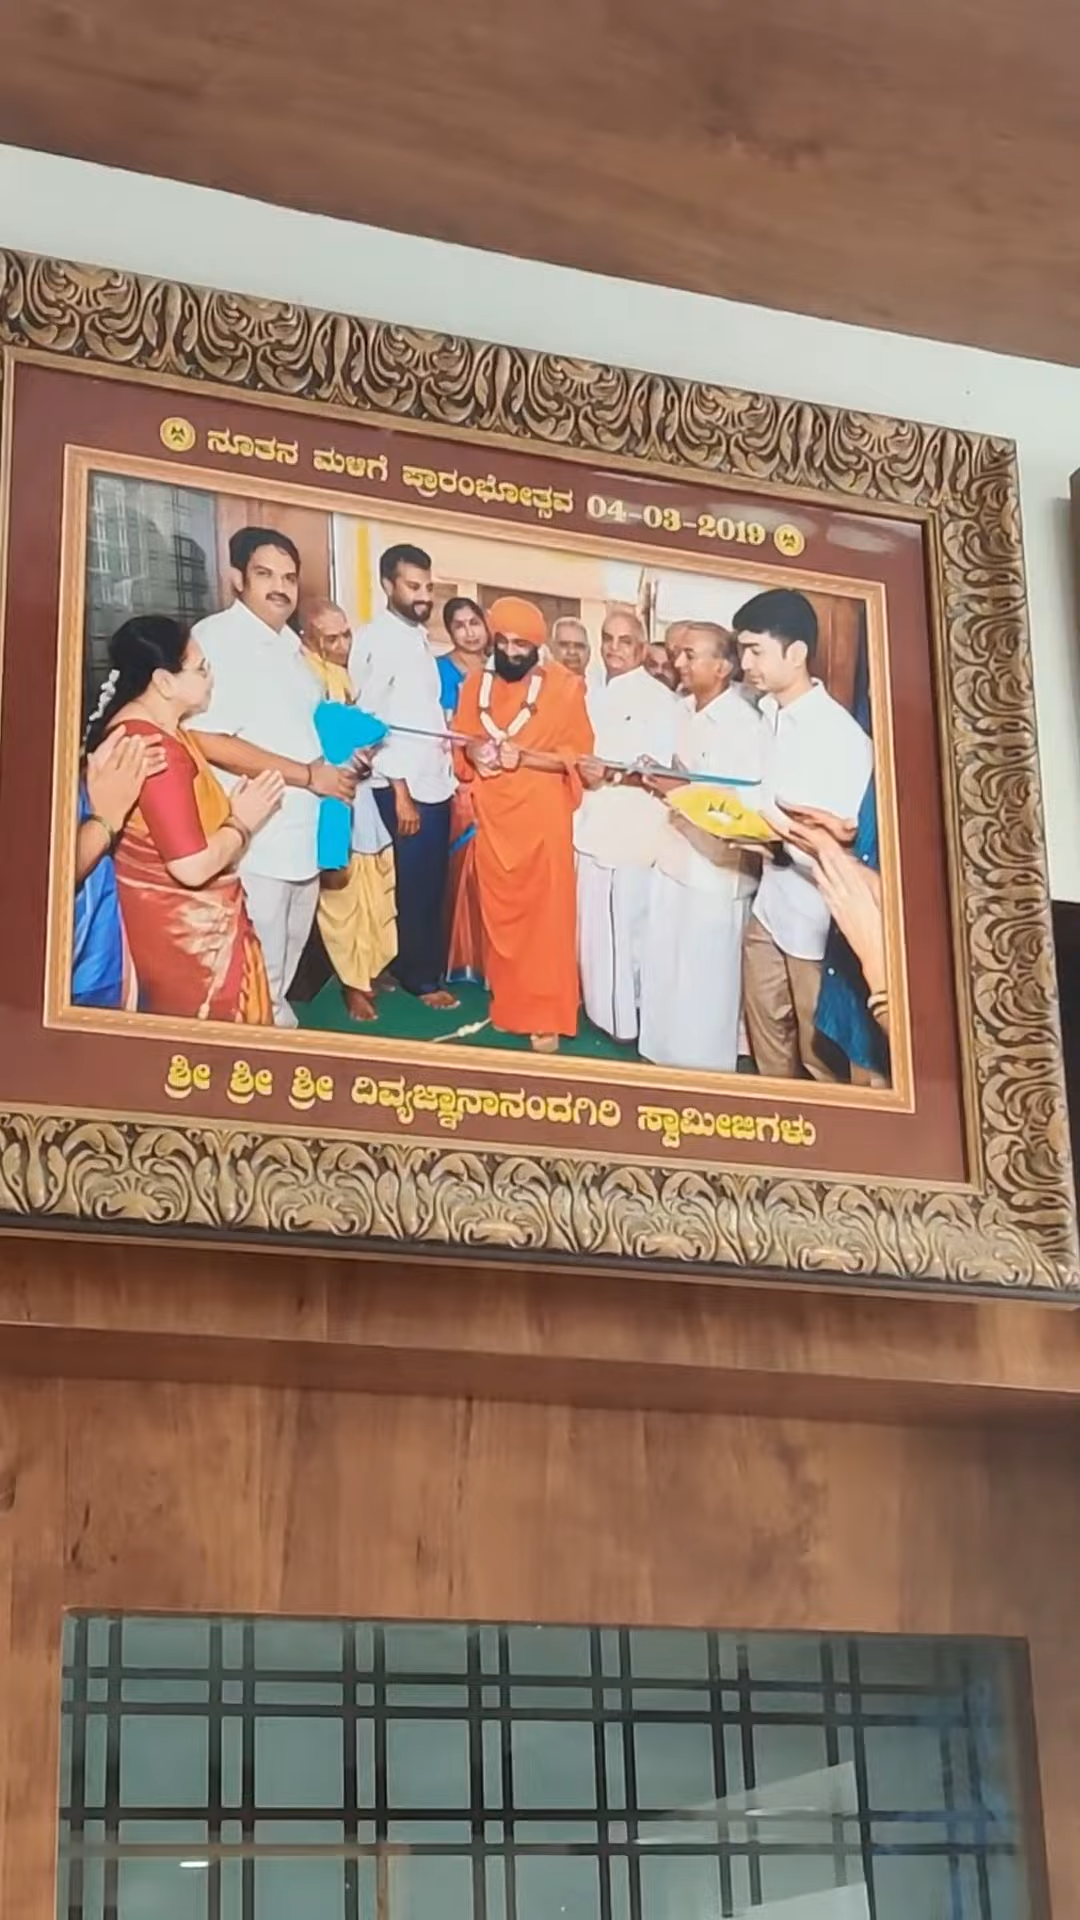 ನೂತನ ಮಳಿಗೆ ಪ್ರಾರಂಭೋತ್ಸವ 04-03-2019
ಶ್ರೀ ಶ್ರೀ ಶ್ರೀ ದಿವ್ಯಜ್ಞಾನಾನಂದಗಿರಿ ಸ್ವಾಮೀಜಿಗಳು